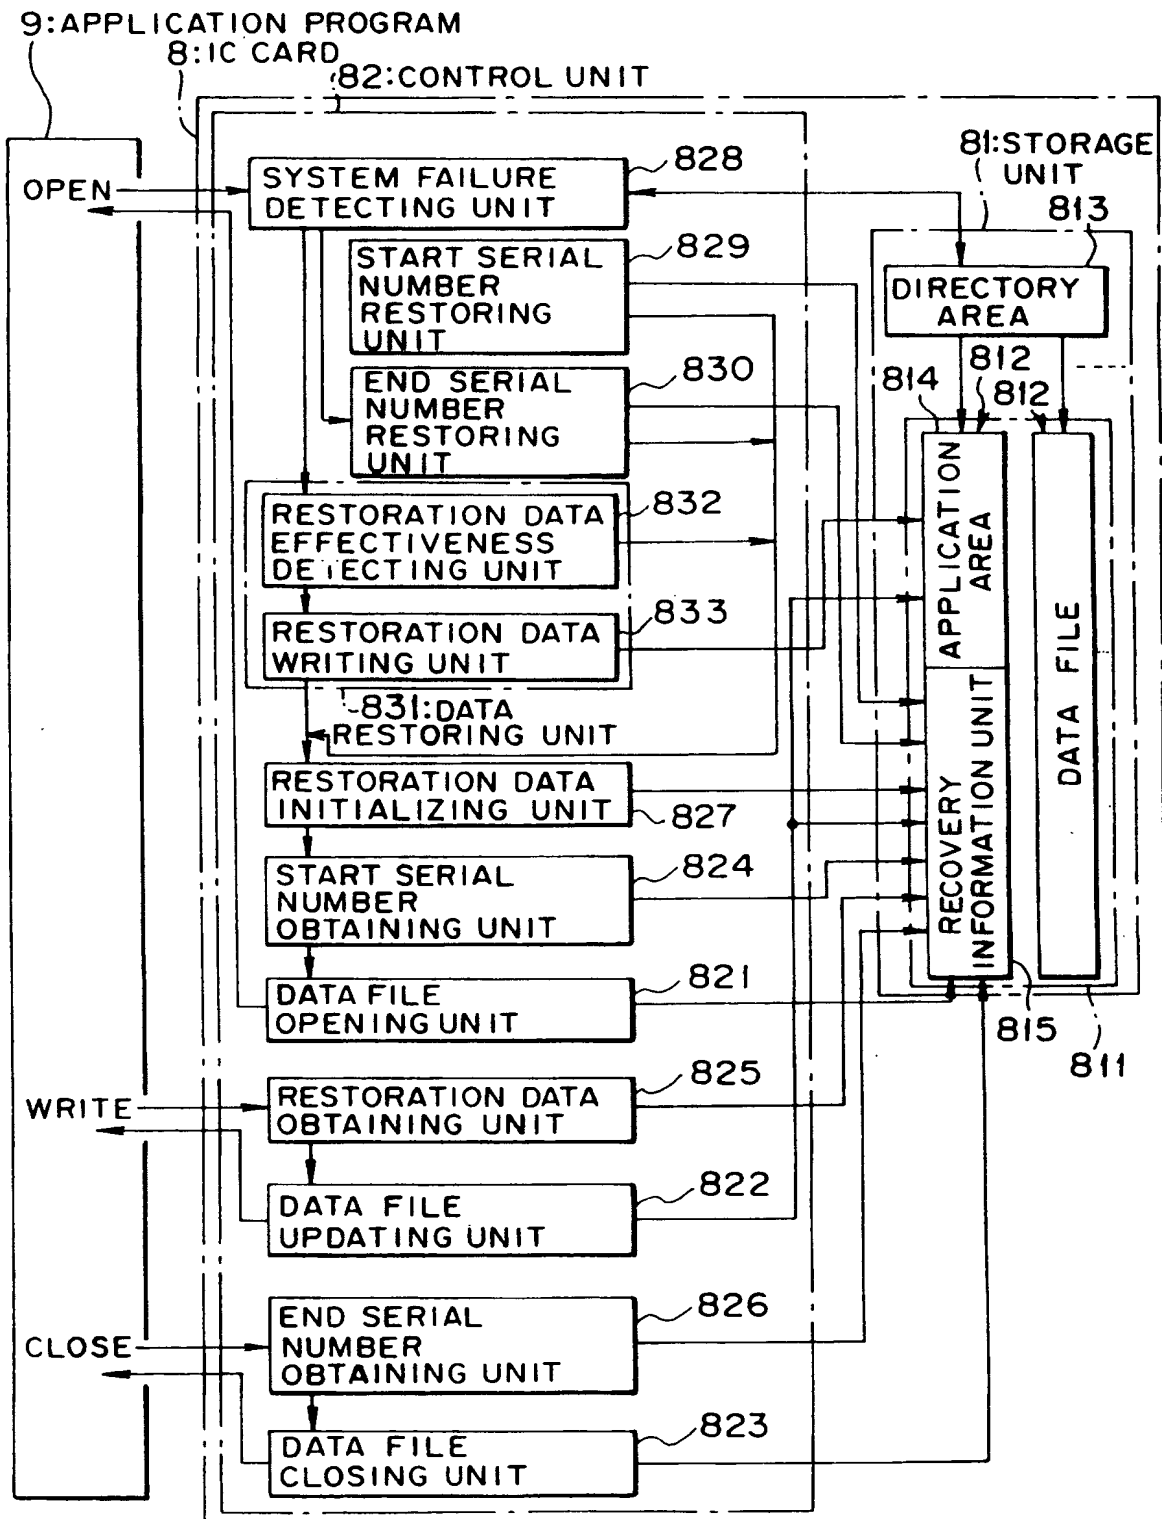 9:APPLICATION PROGRAM
8:IC CARD
82:CONTROL UNIT
81:STORAGE
UNIT
OPEN
SYSTEM FAILURE
DETECTING UNIT
828
813
START SERIAL
NUMBER
RESTORING
UNIT
829
DIRECTORY
AREA
END SERIAL
NUMBER
RESTORING
UNIT
830
814
812
812
RESTORATION DATA
EFFECTIVENESS
DETECTING UNIT
832
APPLICATION
AREA
RESTORATION DATA
WRITING UNIT
833
831:DATA
RESTORING UNIT
DATA FILE
RESTORATION DATA
INITIALIZING UNIT
827
RECOVERY
INFORMATION UNIT
START SERIAL
NUMBER
OBTAINING UNIT
824
DATA FILE
OPENING UNIT
821
815
811
WRITE
RESTORATION DATA
OBTAINING UNIT
825
DATA FILE
UPDATING UNIT
822
CLOSE
END SERIAL
NUMBER
OBTAINING UNIT
826
DATA FILE
CLOSING UNIT
823